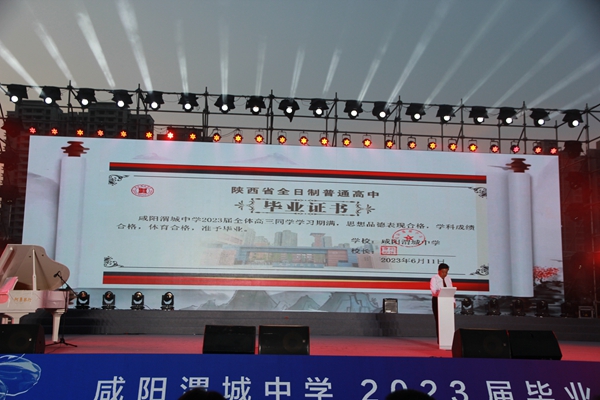 陕西省全日制普通高中
毕业证书
咸阳渭城中学2023届全体高三同学学习期满，思想品德表现合格，学科成绩
合格，体育合格，准予毕业。
学校：咸阳渭城中学
校长：
2023年6月11日
咸阳渭城中学 2023届毕业